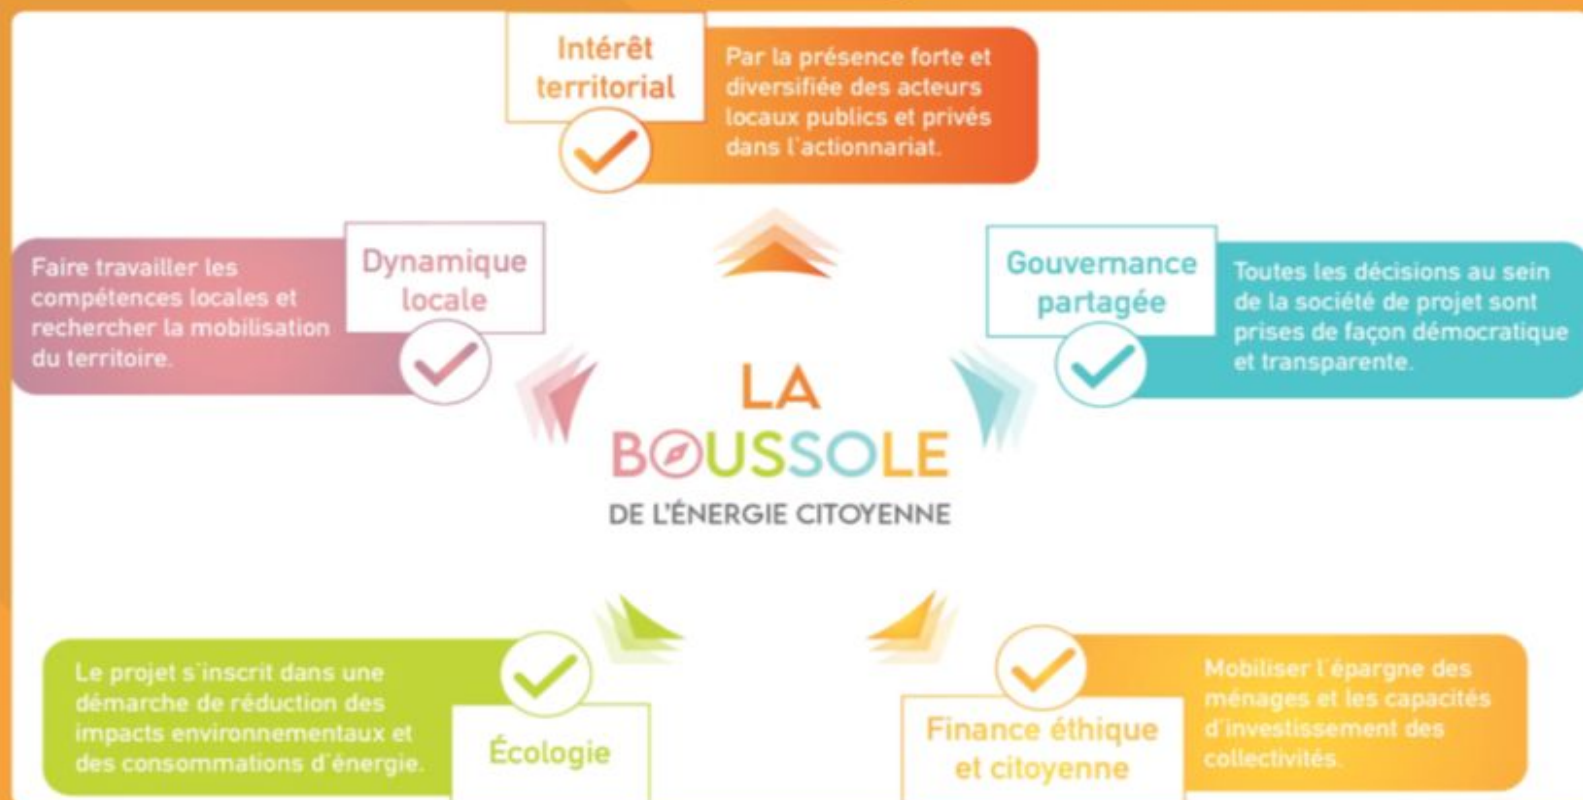 Intérêt
territorial
Par la présence forte et
diversifiée des acteurs
locaux publics et privés
dans l'actionnariat.
Dynamique
locale
Faire travailler les
compétences locales et
rechercher la mobilisation
du territoire.
Gouvernance
partagée
Toutes les décisions au sein
de la société de projet sont
prises de façon démocratique
et transparente.
LA
BOUSSOLE
DE L'ÉNERGIE CITOYENNE
Le projet s'inscrit dans une
démarche de réduction des
impacts environnementaux et
des consommations d'énergie.
Écologie
Finance éthique
et citoyenne
Mobiliser l'épargne des
ménages et les capacités
d'investissement des
collectivités.